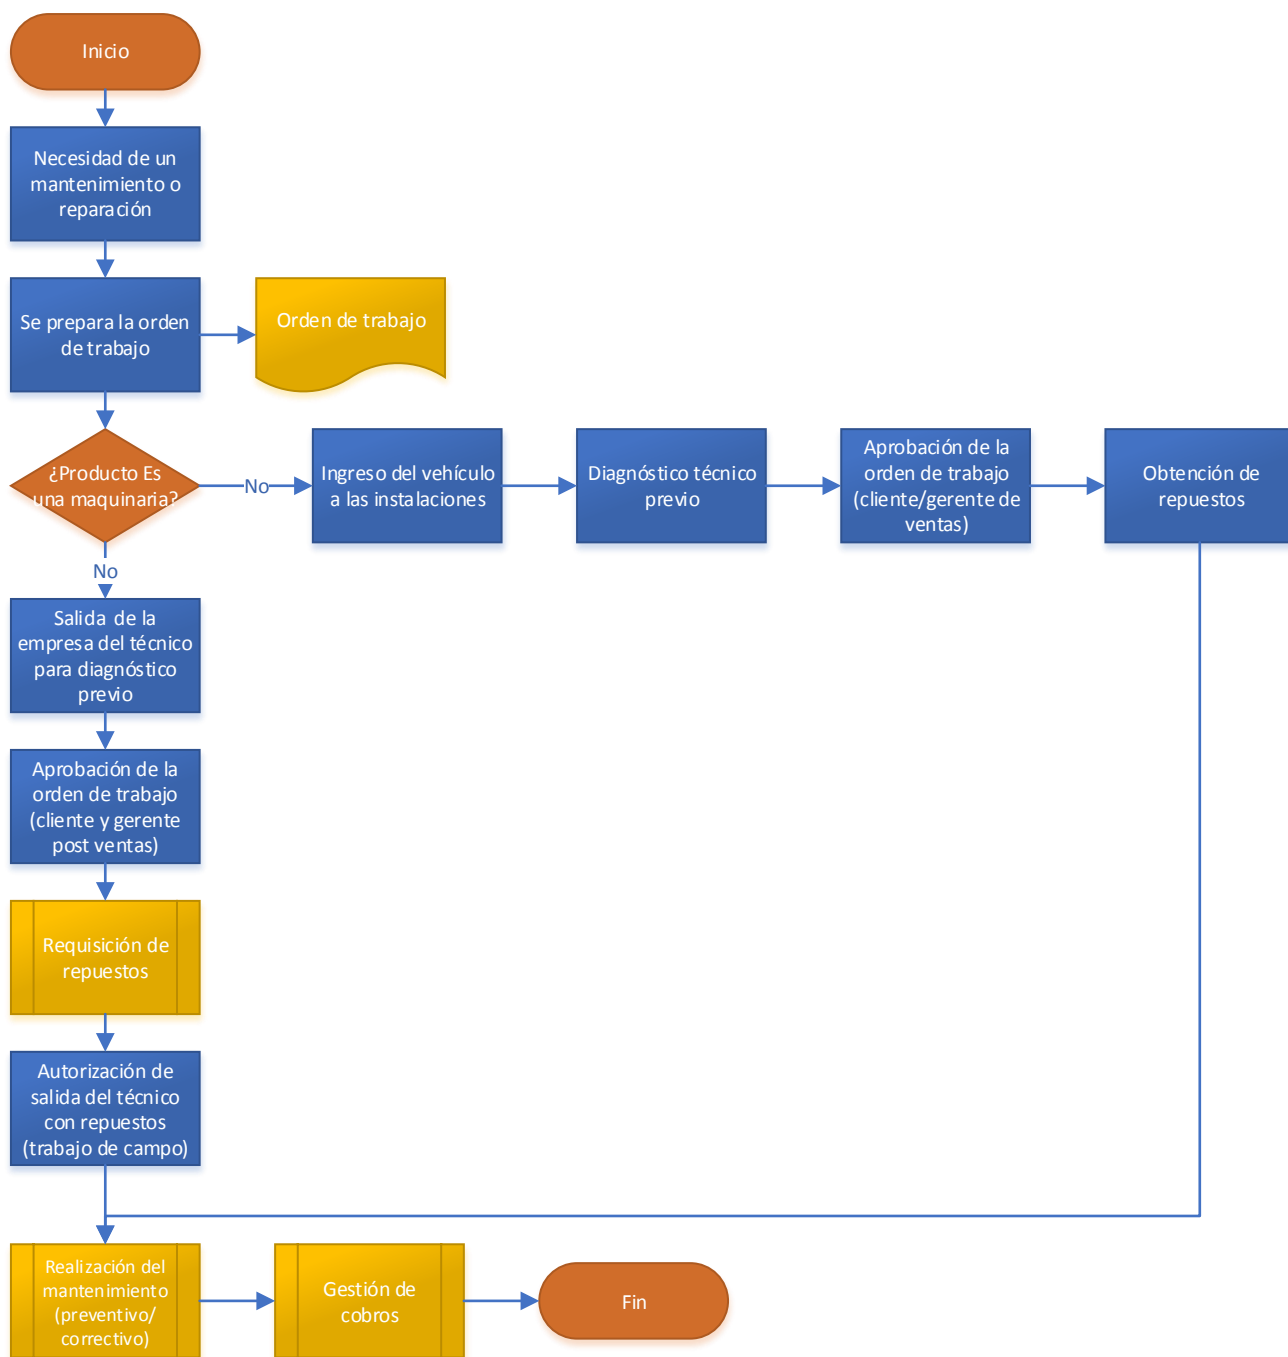 Inicio
Necesidad de un
mantenimiento o
reparación
Se prepara la orden
de trabajo
Orden de trabajo
¿Producto Es
una maquinaria?
No
Ingreso del vehículo
a las instalaciones
Diagnóstico técnico
previo
Aprobación de la
orden de trabajo
(cliente/gerente de
ventas)
Obtención de
repuestos
No
Salida de la
empresa del técnico
para diagnóstico
previo
Aprobación de la
orden de trabajo
(cliente y gerente
post ventas)
Requisición de
repuestos
Autorización de
salida del técnico
con repuestos
(trabajo de campo)
Realización del
mantenimiento
(preventivo/
correctivo)
Gestión de
cobros
Fin